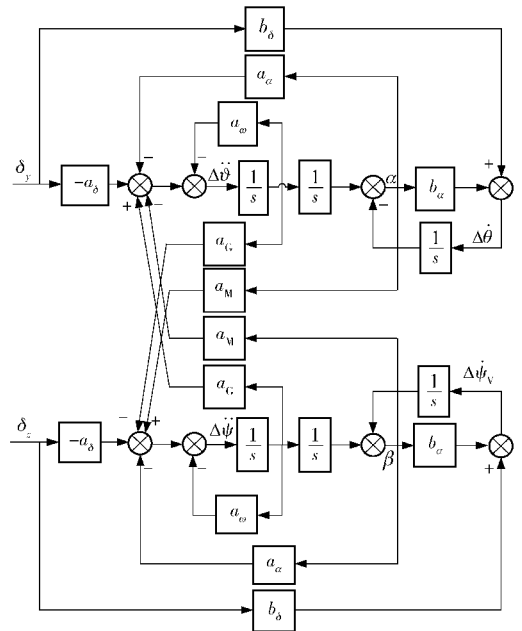 b_δ
a_α
−
a_ω
−
Δϑ̈
δ_y
−a_δ
+
−
1/s
1/s
α
b_α
+
−
1/s
Δθ̇
a_G
a_M
a_M
a_G
Δψ̇_V
1/s
−
+
Δψ̈
δ_z
−a_δ
1/s
1/s
β
b_α
+
−
−
a_ω
a_α
b_δ